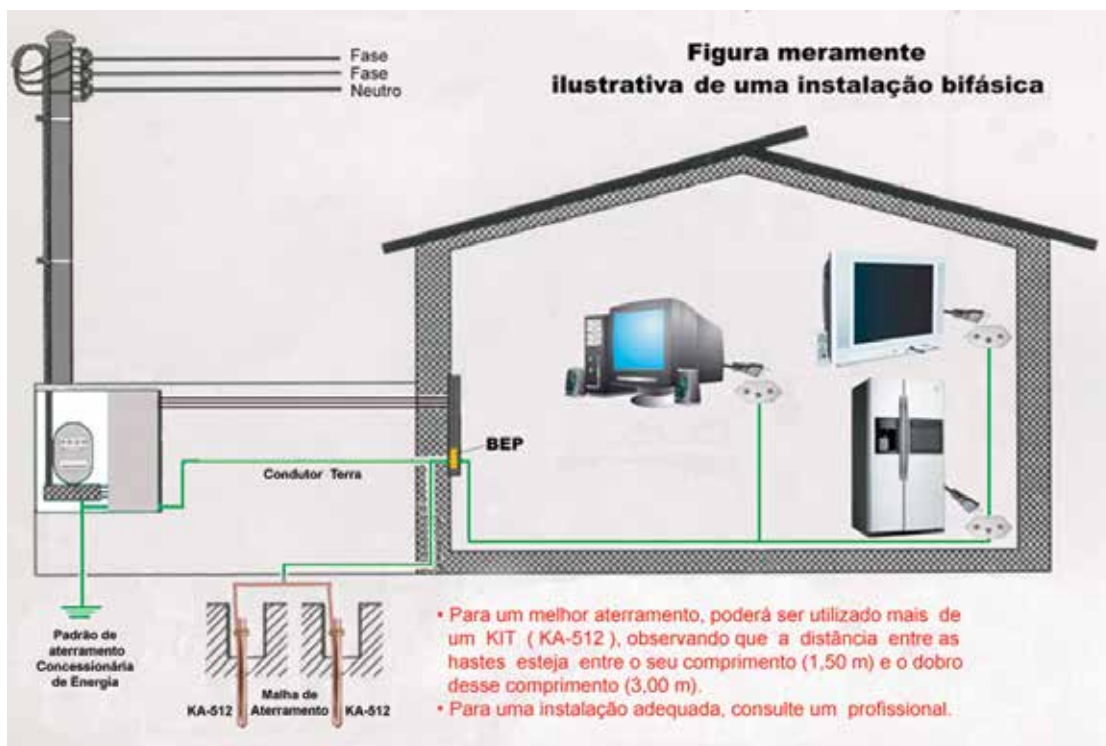 Fase
Fase
Neutro
Figura meramente
ilustrativa de uma instalação bifásica
BEP
Condutor Terra
Padrão de
aterramento
Concessionária
de Energia
KA-512
Malha de
Aterramento
KA-512
• Para um melhor aterramento, poderá ser utilizado mais de
um KIT ( KA-512 ), observando que a distância entre as
hastes esteja entre o seu comprimento (1,50 m) e o dobro
desse comprimento (3,00 m).
• Para uma instalação adequada, consulte um profissional.